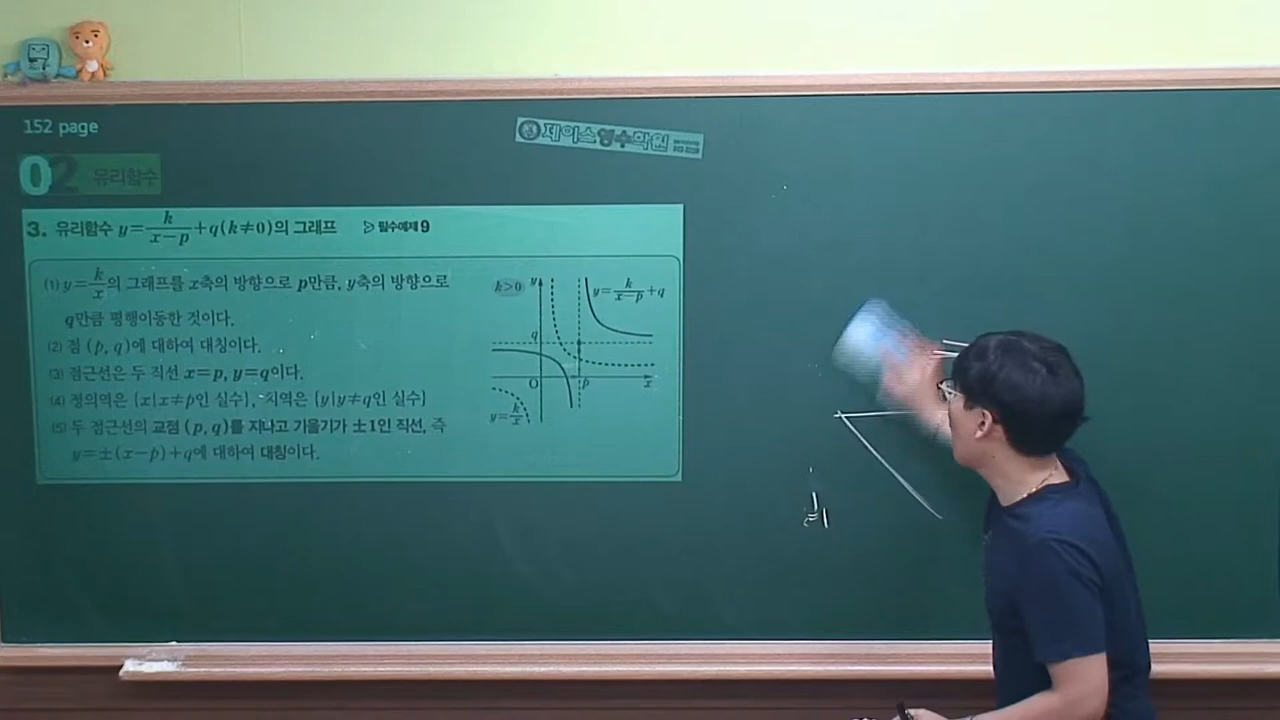 152 page
제이스영수학원
02 유리함수
3. 유리함수 y=k/(x-p)+q(k≠0)의 그래프 ▷ 필수예제 9
(1) y=k/x의 그래프를 x축의 방향으로 p만큼, y축의 방향으로
q만큼 평행이동한 것이다.
(2) 점 (p, q)에 대하여 대칭이다.
(3) 점근선은 두 직선 x=p, y=q이다.
(4) 정의역은 {x|x≠p인 실수}, 치역은 {y|y≠q인 실수}
(5) 두 점근선의 교점 (p, q)를 지나고 기울기가 ±1인 직선, 즉
y=±(x-p)+q에 대하여 대칭이다.
k>0
y
y=k/(x-p)+q
q
O
p
x
y=k/x